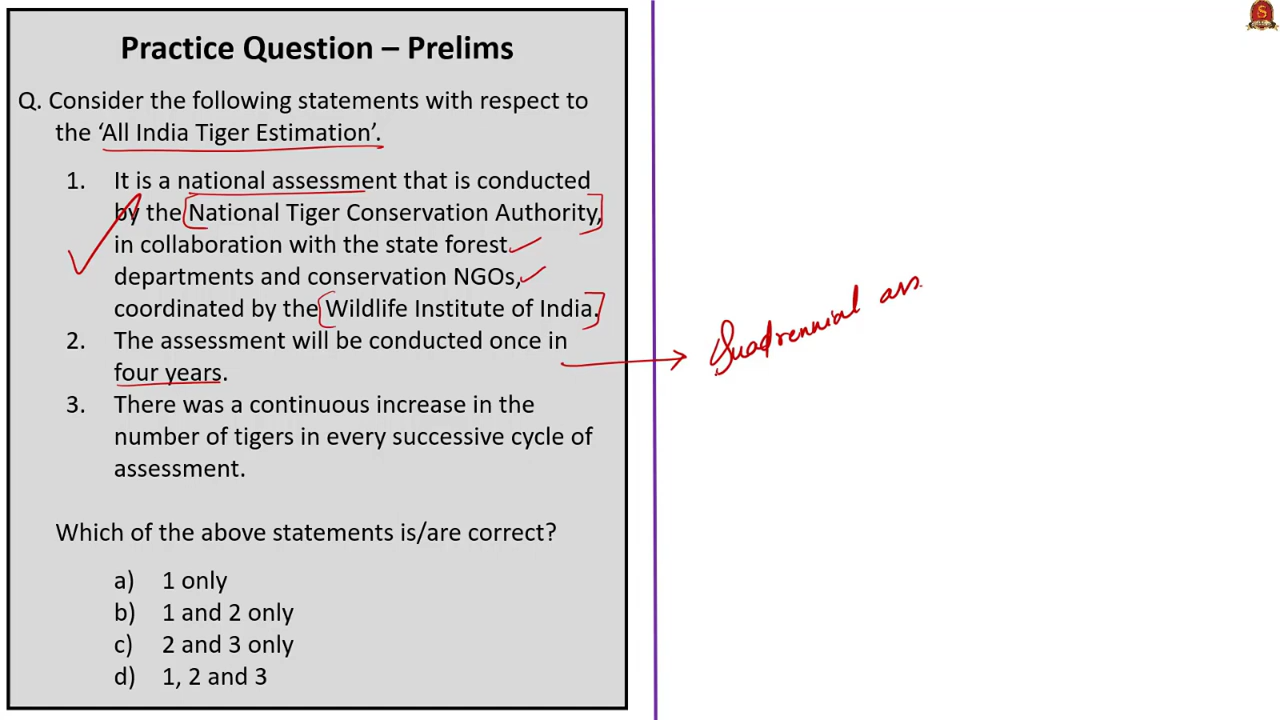 Practice Question – Prelims
Q. Consider the following statements with respect to
the ‘All India Tiger Estimation’.
1. It is a national assessment that is conducted
by the National Tiger Conservation Authority,
in collaboration with the state forest
departments and conservation NGOs,
coordinated by the Wildlife Institute of India.
2. The assessment will be conducted once in
four years.
3. There was a continuous increase in the
number of tigers in every successive cycle of
assessment.
Which of the above statements is/are correct?
a) 1 only
b) 1 and 2 only
c) 2 and 3 only
d) 1, 2 and 3
Quadrennial ass.